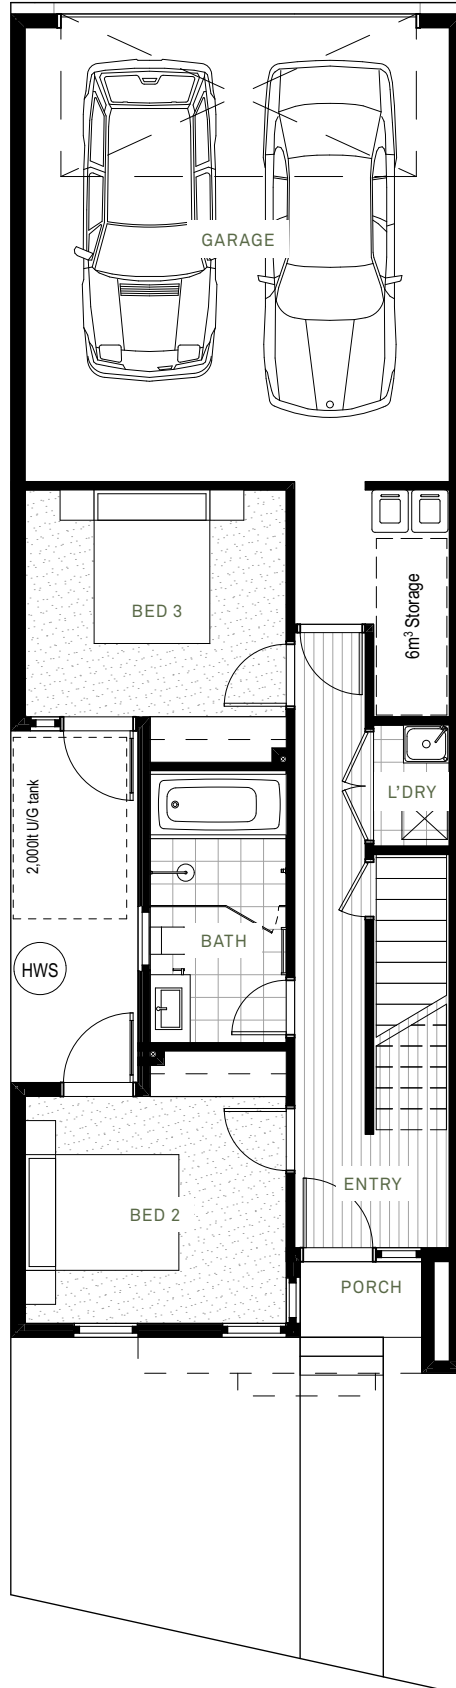 GARAGE
BED 3
6m³ Storage
2,000lt U/G tank
L'DRY
BATH
HWS
ENTRY
BED 2
PORCH